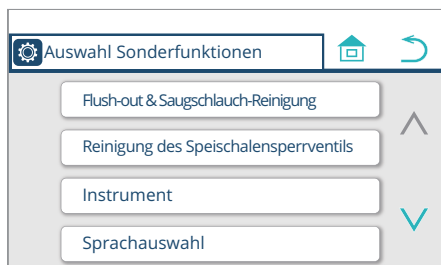 Auswahl Sonderfunktionen
Flush-out & Saugschlauch-Reinigung
Reinigung des Speischalensperrventils
Instrument
Sprachauswahl